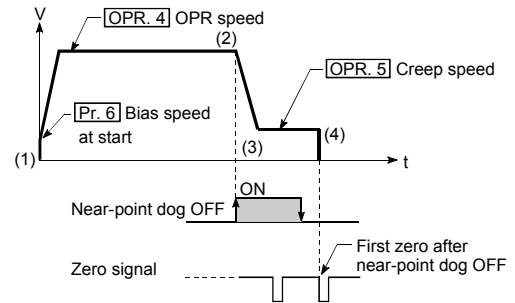 V
OPR. 4 OPR speed
(2)
OPR. 5 Creep speed
Pr. 6 Bias speed
at start
(1)
(3)
(4)
t
ON
Near-point dog OFF
First zero after
near-point dog OFF
Zero signal